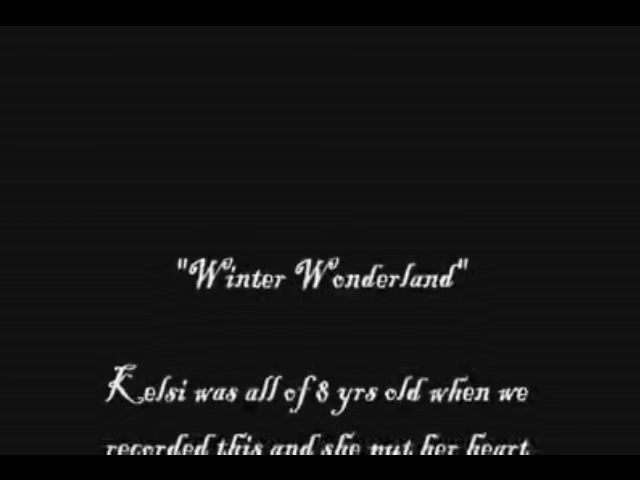 "Winter Wonderland"
Kelsi was all of 8 yrs old when we
recorded this and she put her heart